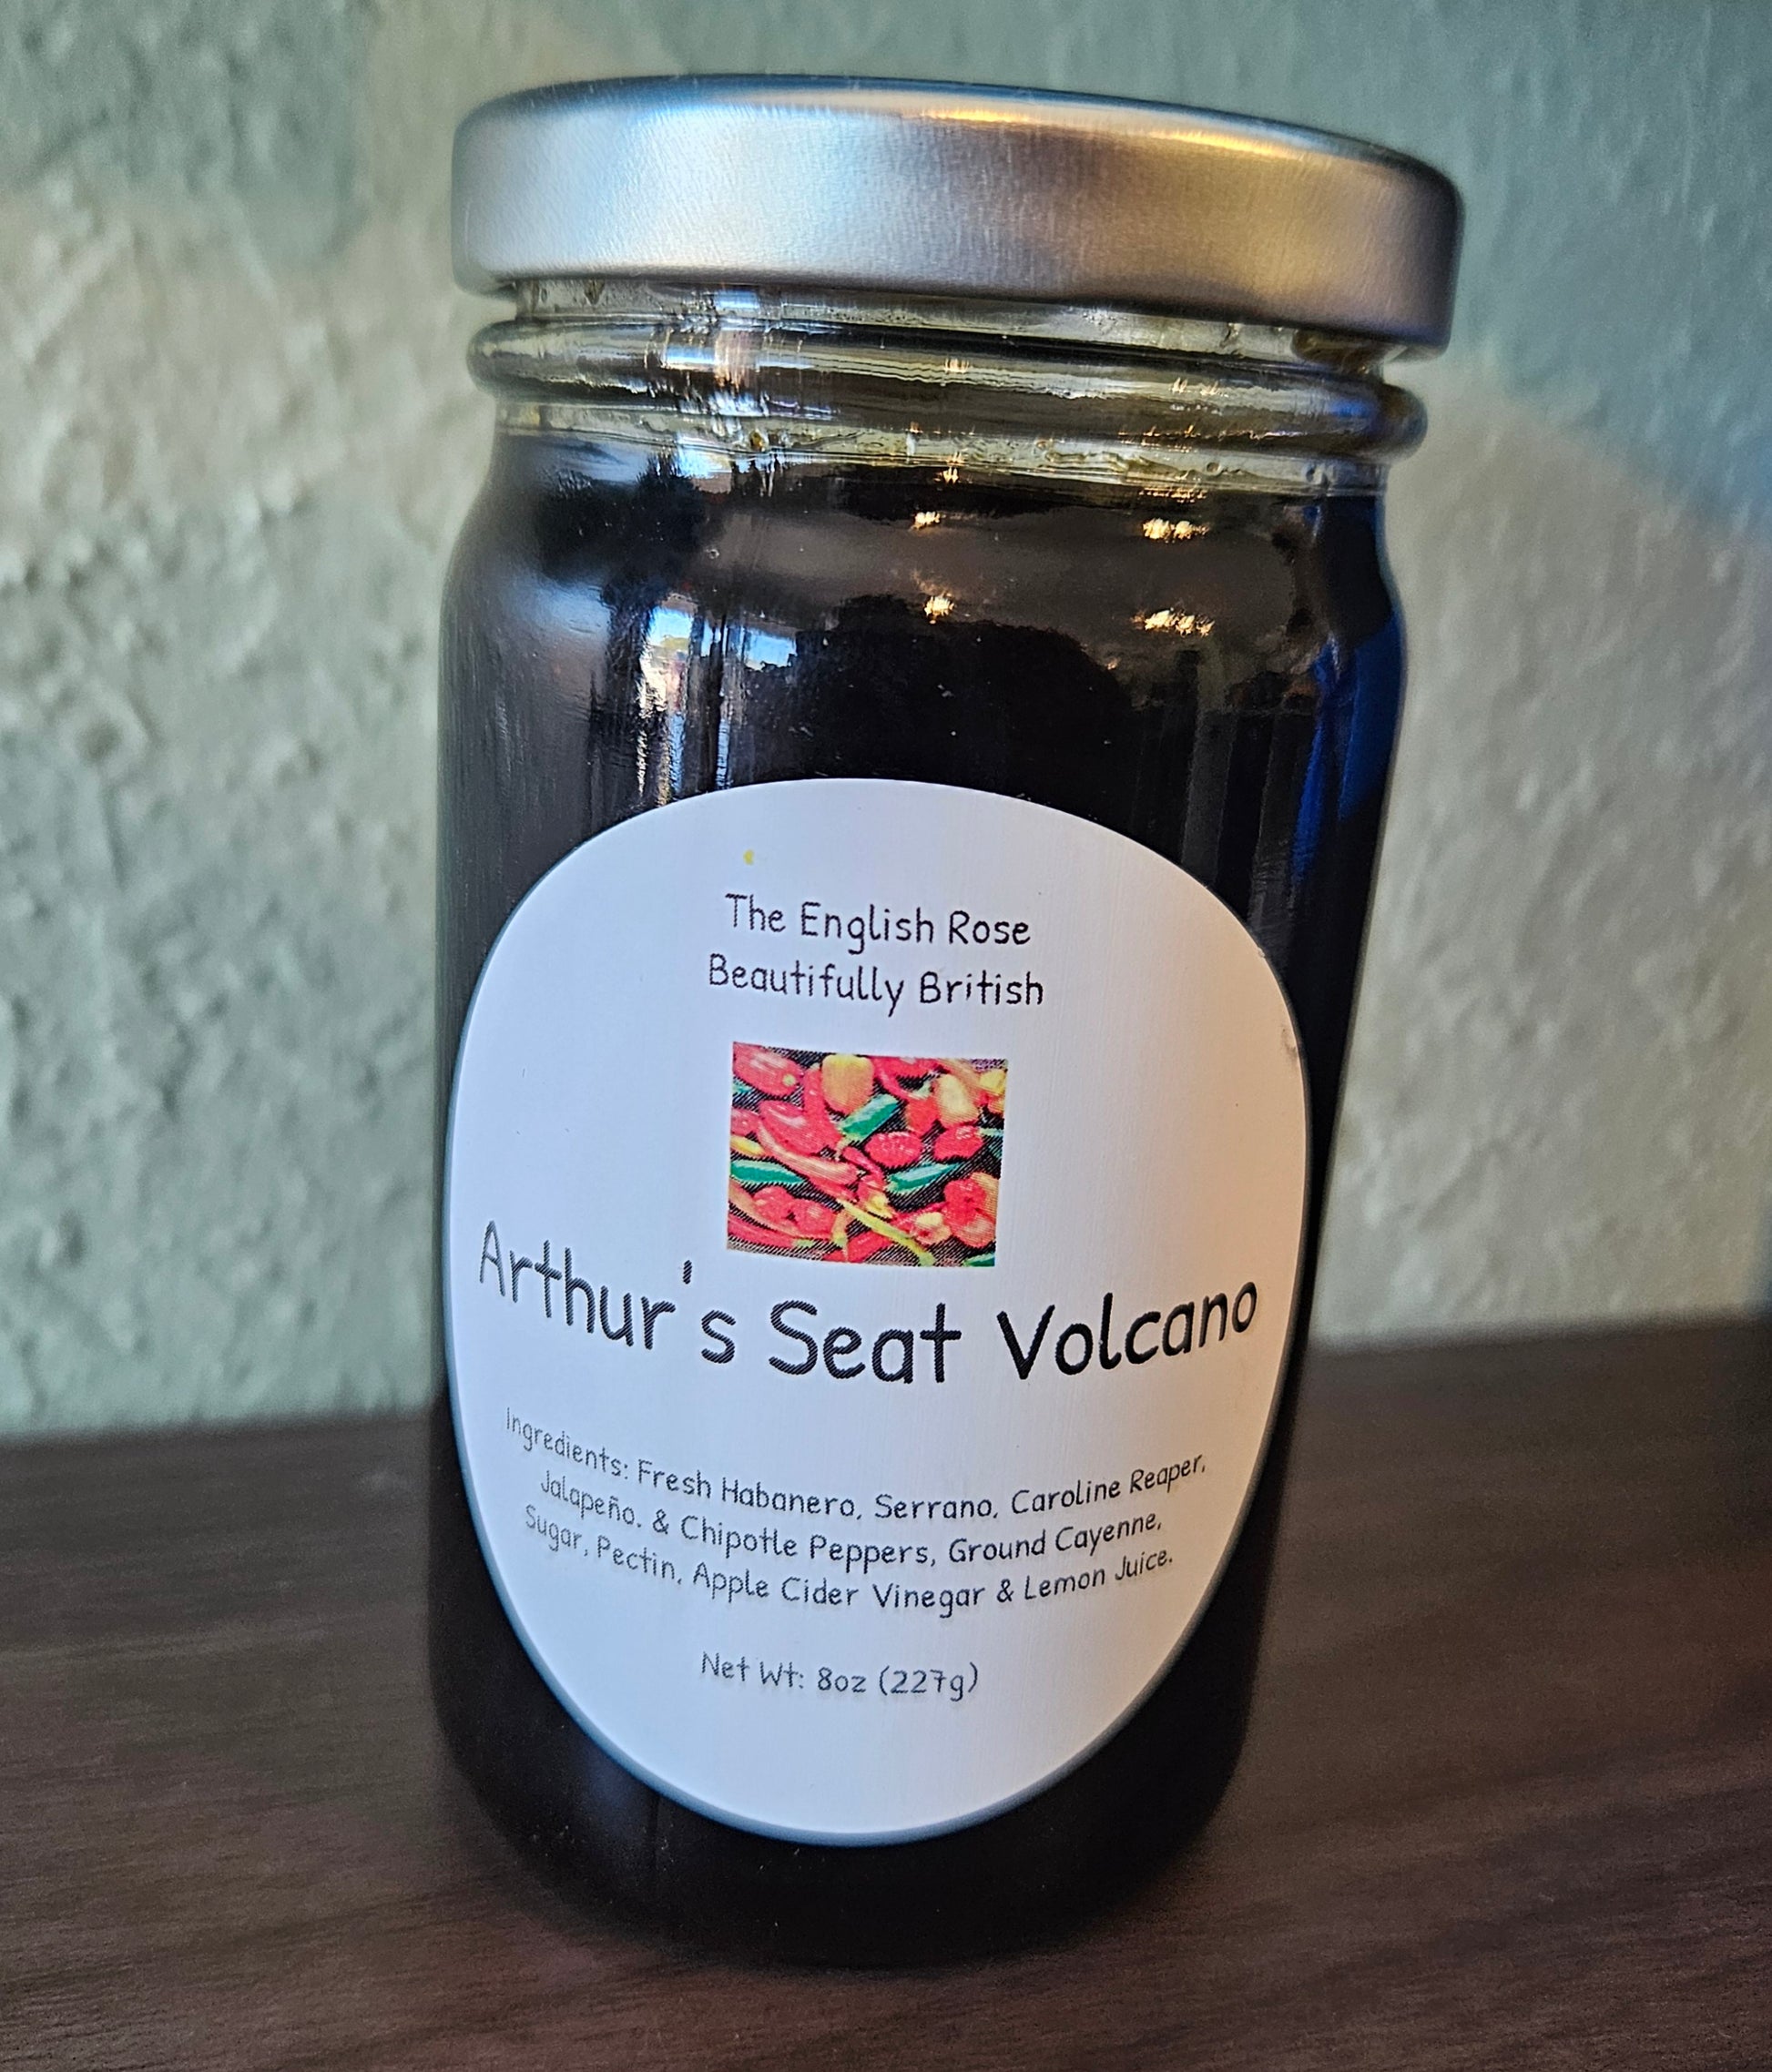 The English Rose
Beautifully British
Arthur's Seat Volcano
Ingredients: Fresh Habanero, Serrano, Caroline Reaper,
Jalapeño, & Chipotle Peppers, Ground Cayenne,
Sugar, Pectin, Apple Cider Vinegar & Lemon Juice.
Net Wt: 8oz (227g)